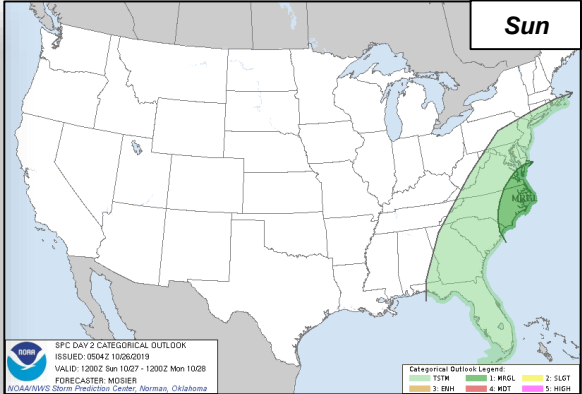 Sun
MRGL
SPC DAY 2 CATEGORICAL OUTLOOK
ISSUED: 0504Z 10/26/2019
VALID: 1200Z Sun 10/27 - 1200Z Mon 10/28
FORECASTER: MOSIER
NOAA/NWS Storm Prediction Center, Norman, Oklahoma
NOAA
Categorical Outlook Legend:
TSTM 1: MRGL 2: SLGT
3: ENH 4: MDT 5: HIGH